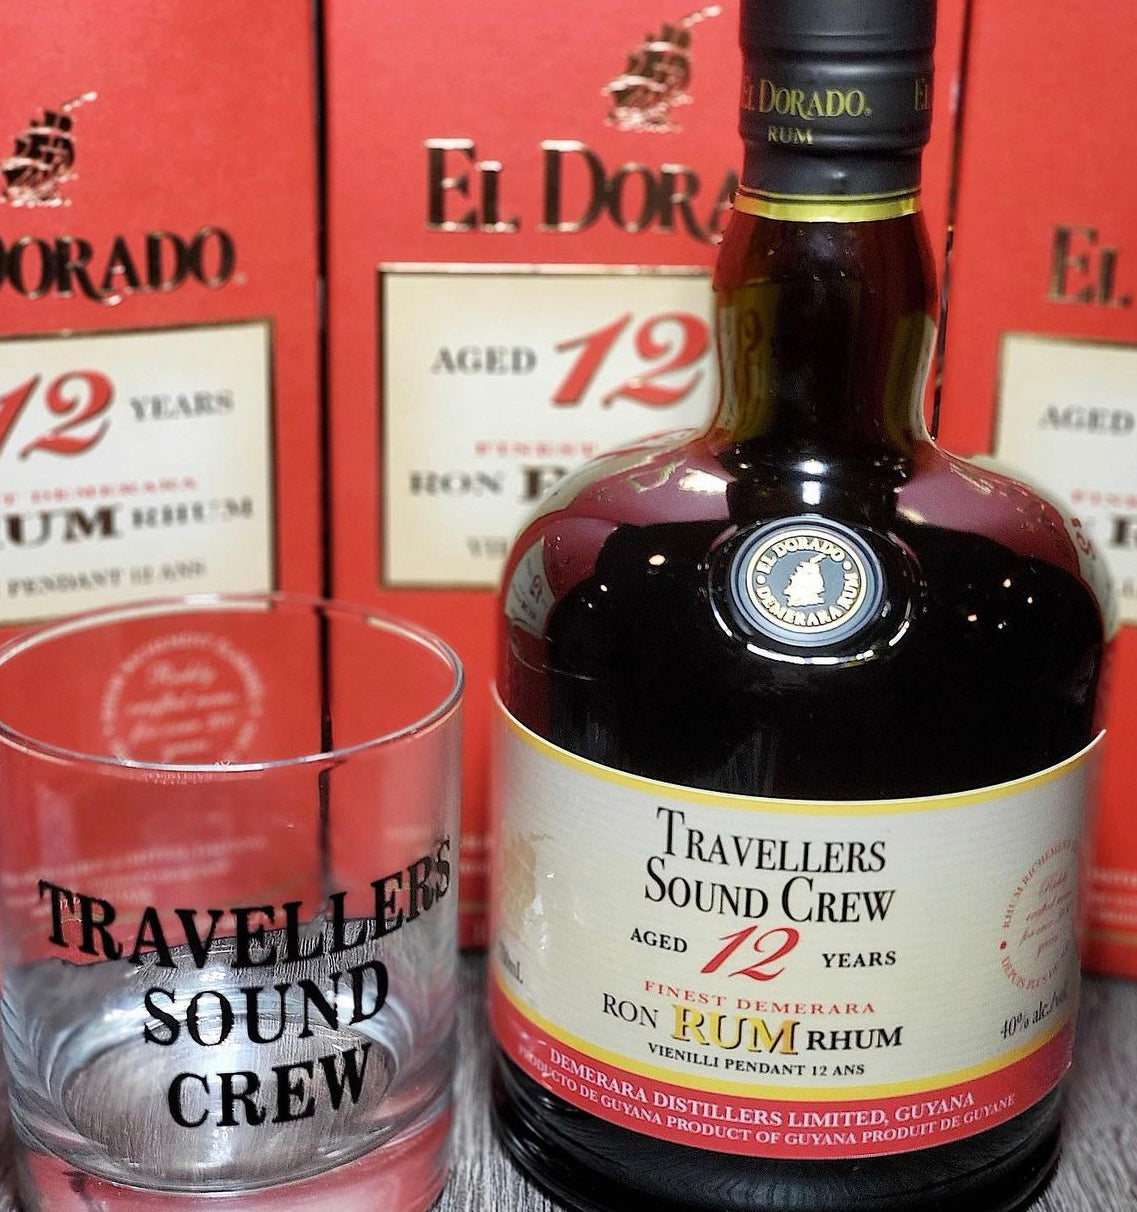 EL DORADO
AGED 12
FINEST
RON
DORADO
12 YEARS
DEMERARA
RUM RHUM
PENDANT 12 ANS
EL
AGED
EL DORADO
RUM
EL DORADO
DEMERARA RUM
TRAVELLERS
SOUND CREW
AGED 12 YEARS
FINEST DEMERARA
RON RUM RHUM
VIENILLI PENDANT 12 ANS
40% alc./vol
DEMERARA DISTILLERS LIMITED, GUYANA
PRODUCTO DE GUYANA PRODUCT OF GUYANA PRODUIT DE GUYANE
TRAVELLERS
SOUND
CREW